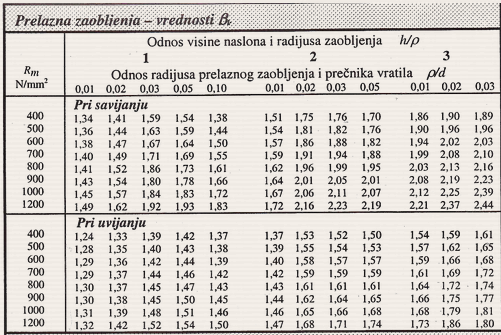 Prelazna zaobljenja – vrednosti βk
Odnos visine naslona i radijusa zaobljenja h/ρ
1 2 3
Rm Odnos radijusa prelaznog zaobljenja i prečnika vratila ρ/d
N/mm² 0,01 0,02 0,03 0,05 0,10 0,01 0,02 0,03 0,05 0,01 0,02 0,03
Pri savijanju
400 1,34 1,41 1,59 1,54 1,38 1,51 1,75 1,76 1,70 1,86 1,90 1,89
500 1,36 1,44 1,63 1,59 1,44 1,54 1,81 1,82 1,76 1,90 1,96 1,96
600 1,38 1,47 1,67 1,64 1,50 1,57 1,86 1,88 1,82 1,94 2,02 2,03
700 1,40 1,49 1,71 1,69 1,55 1,59 1,91 1,94 1,88 1,99 2,08 2,10
800 1,41 1,52 1,86 1,73 1,61 1,62 1,96 1,99 1,95 2,03 2,13 2,16
900 1,43 1,54 1,80 1,78 1,66 1,64 2,01 2,05 2,01 2,08 2,19 2,23
1000 1,45 1,57 1,84 1,83 1,72 1,67 2,06 2,11 2,07 2,12 2,25 2,39
1200 1,49 1,62 1,92 1,93 1,83 1,72 2,16 2,23 2,19 2,21 2,37 2,44
Pri uvijanju
400 1,24 1,33 1,39 1,42 1,37 1,37 1,53 1,52 1,50 1,54 1,59 1,61
500 1,28 1,35 1,40 1,43 1,38 1,39 1,55 1,54 1,53 1,57 1,62 1,65
600 1,29 1,36 1,42 1,44 1,39 1,40 1,58 1,57 1,57 1,59 1,66 1,68
700 1,29 1,37 1,44 1,46 1,42 1,42 1,59 1,59 1,59 1,61 1,69 1,72
800 1,30 1,37 1,45 1,47 1,43 1,43 1,61 1,61 1,61 1,64 1,72 1,74
900 1,30 1,38 1,45 1,50 1,45 1,44 1,62 1,64 1,65 1,66 1,75 1,77
1000 1,31 1,39 1,48 1,51 1,46 1,46 1,65 1,66 1,68 1,68 1,79 1,81
1200 1,32 1,42 1,52 1,54 1,50 1,47 1,68 1,71 1,74 1,73 1,86 1,80